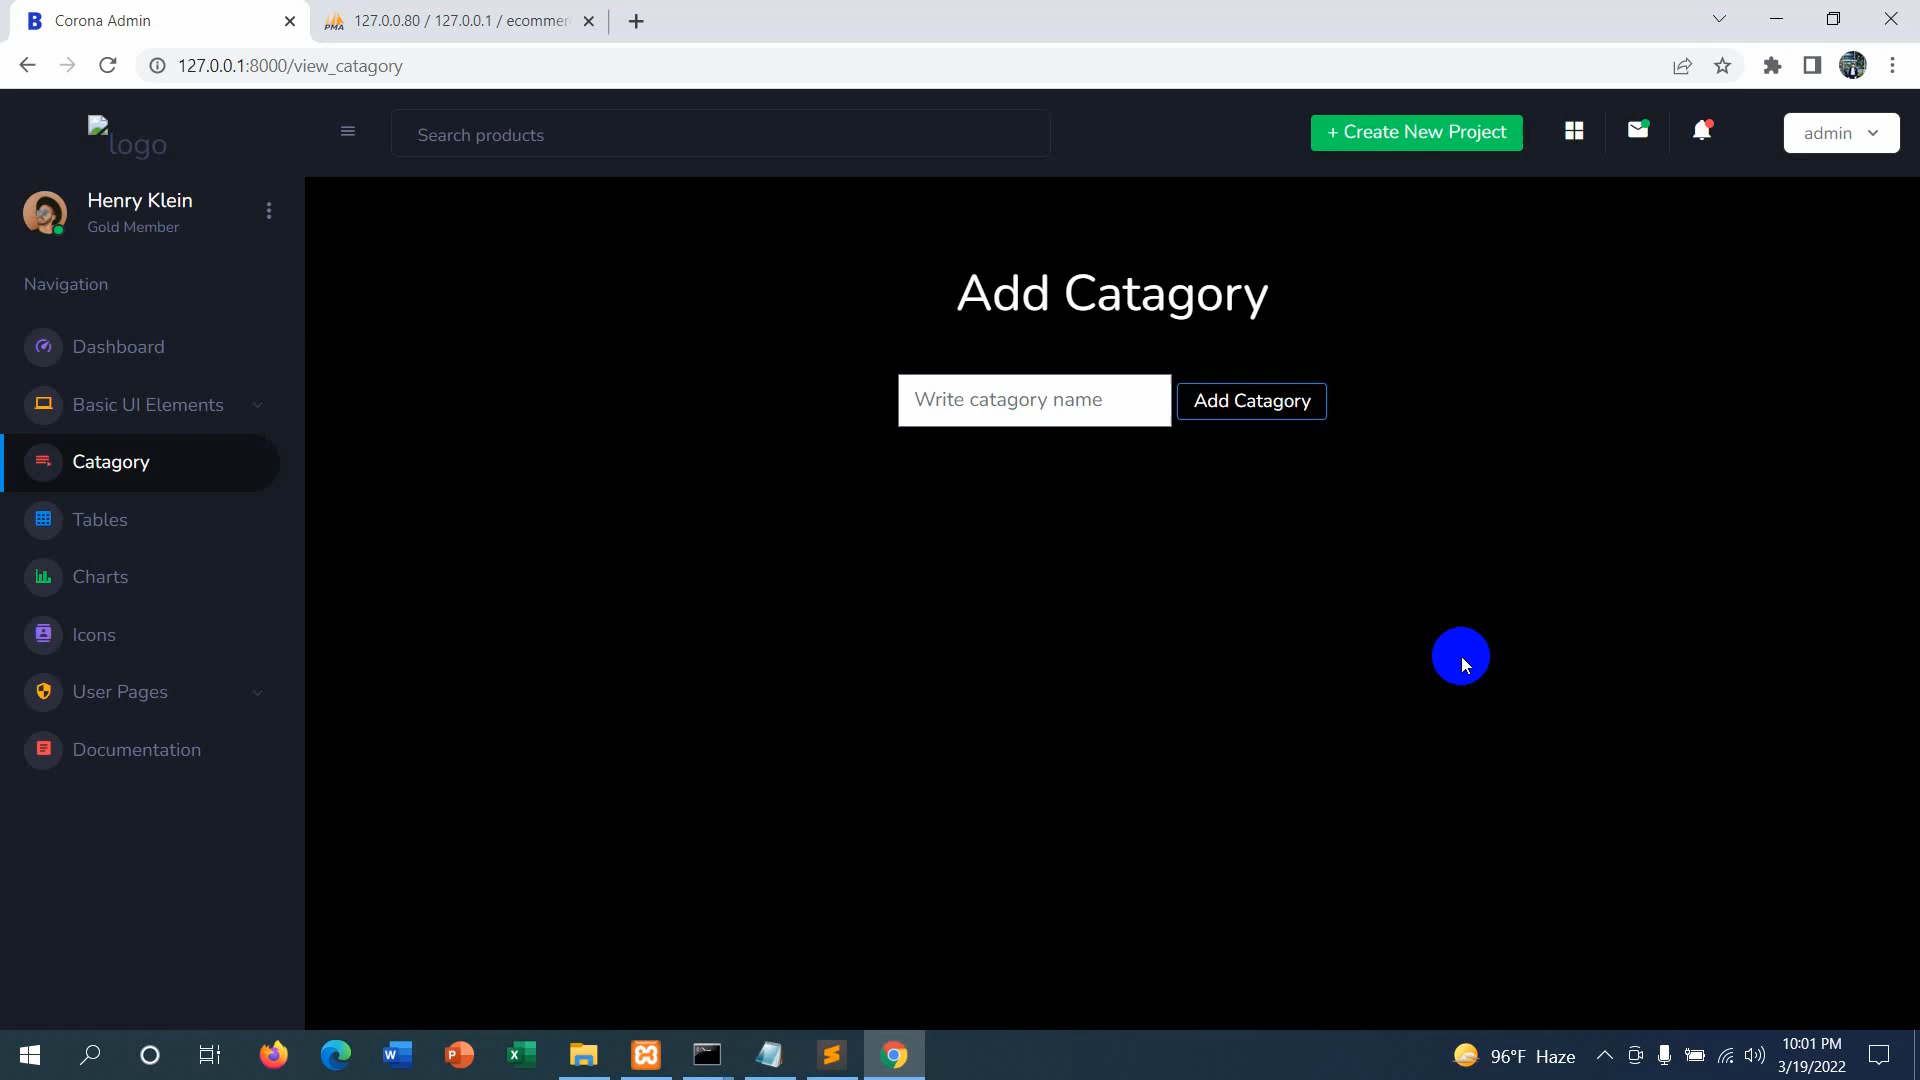 Corona Admin
127.0.0.80 / 127.0.0.1 / ecommer
127.0.0.1:8000/view_catagory
logo
Search products
+ Create New Project
admin
Henry Klein
Gold Member
Navigation
Dashboard
Basic UI Elements
Catagory
Tables
Charts
Icons
User Pages
Documentation
Add Catagory
Write catagory name
Add Catagory
96°F Haze
10:01 PM
3/19/2022